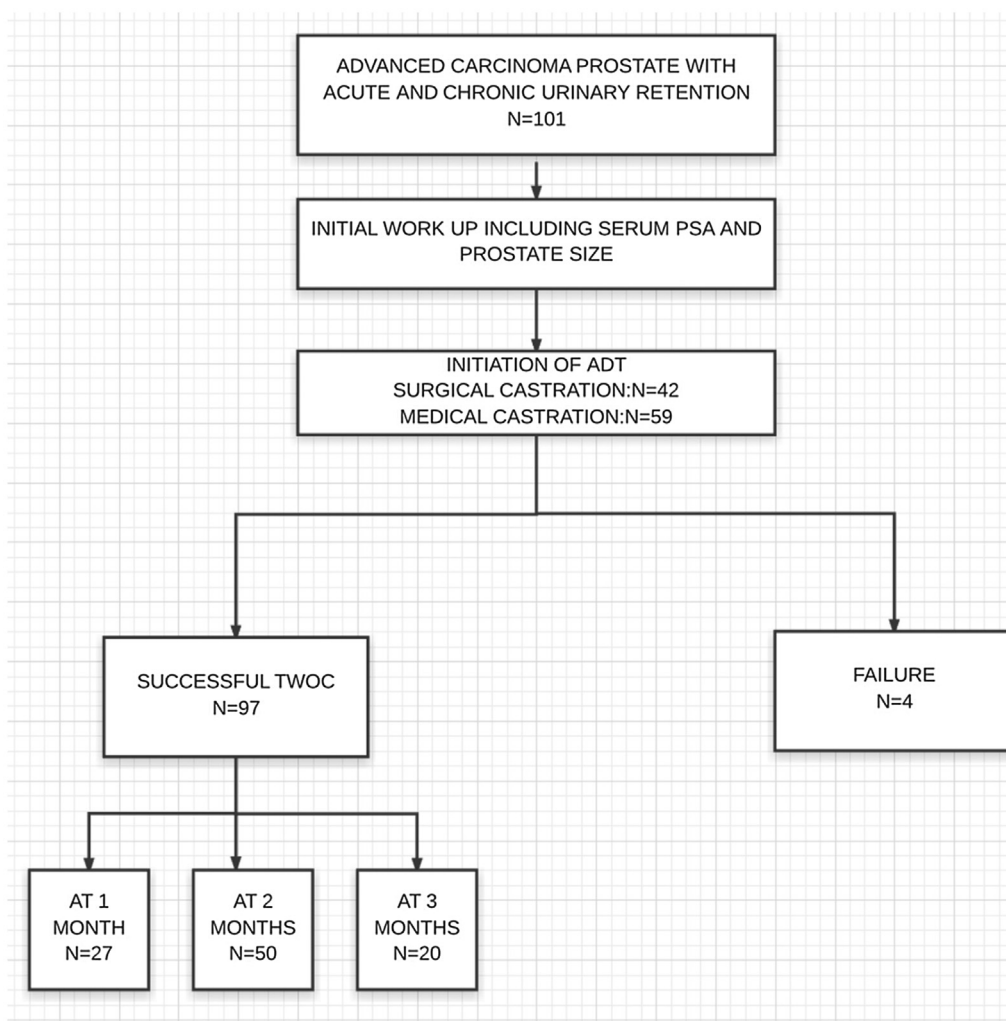 ADVANCED CARCINOMA PROSTATE WITH
ACUTE AND CHRONIC URINARY RETENTION
N=101
INITIAL WORK UP INCLUDING SERUM PSA AND
PROSTATE SIZE
INITIATION OF ADT
SURGICAL CASTRATION:N=42
MEDICAL CASTRATION:N=59
SUCCESSFUL TWOC
N=97
FAILURE
N=4
AT 1
MONTH
N=27
AT 2
MONTHS
N=50
AT 3
MONTHS
N=20